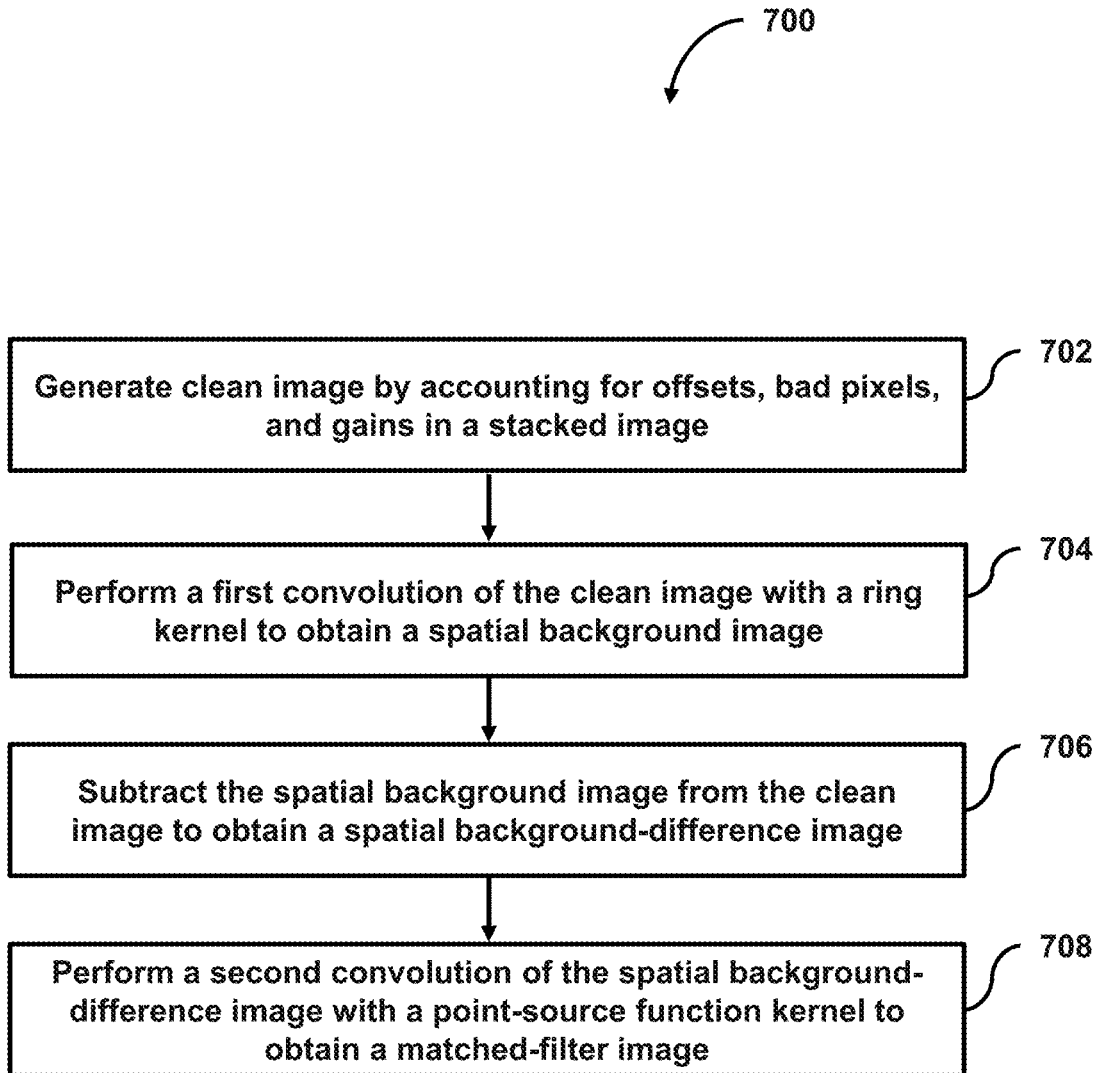 700
702
Generate clean image by accounting for offsets, bad pixels,
and gains in a stacked image
704
Perform a first convolution of the clean image with a ring
kernel to obtain a spatial background image
706
Subtract the spatial background image from the clean
image to obtain a spatial background-difference image
708
Perform a second convolution of the spatial background-
difference image with a point-source function kernel to
obtain a matched-filter image